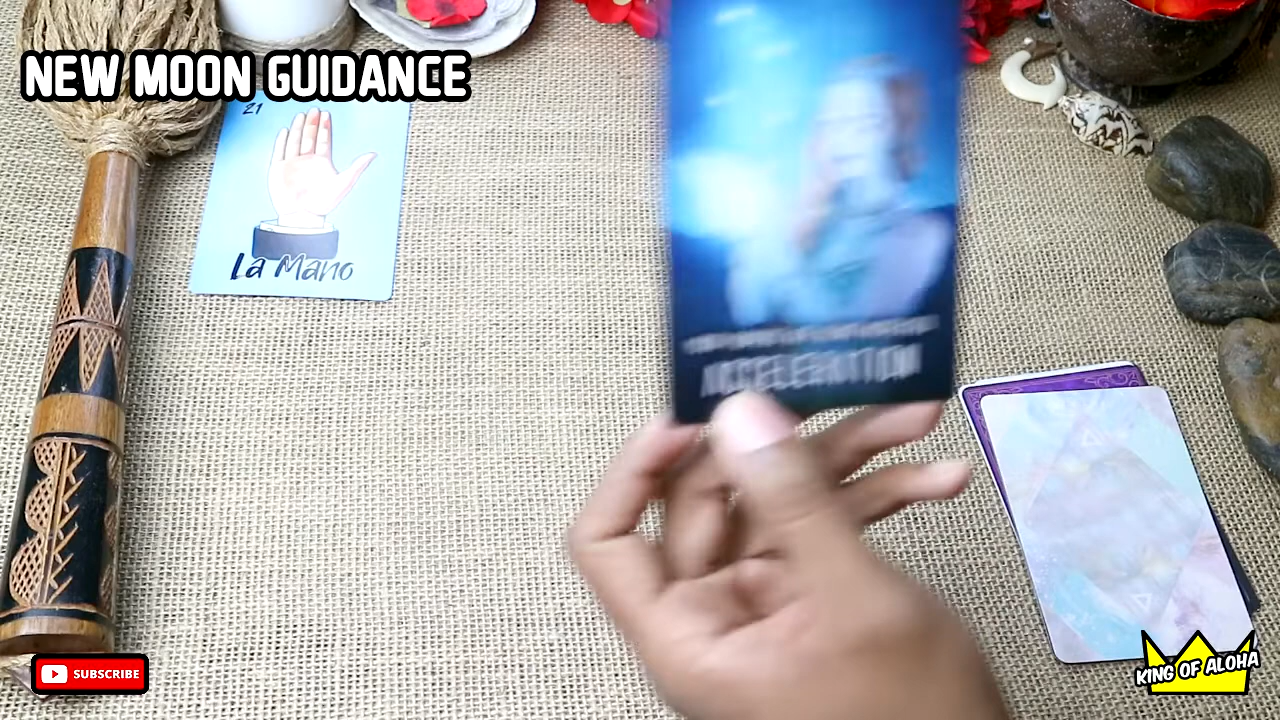 NEW MOON GUIDANCE
21
La Mano
ACCELERATION
SUBSCRIBE
KING OF ALOHA